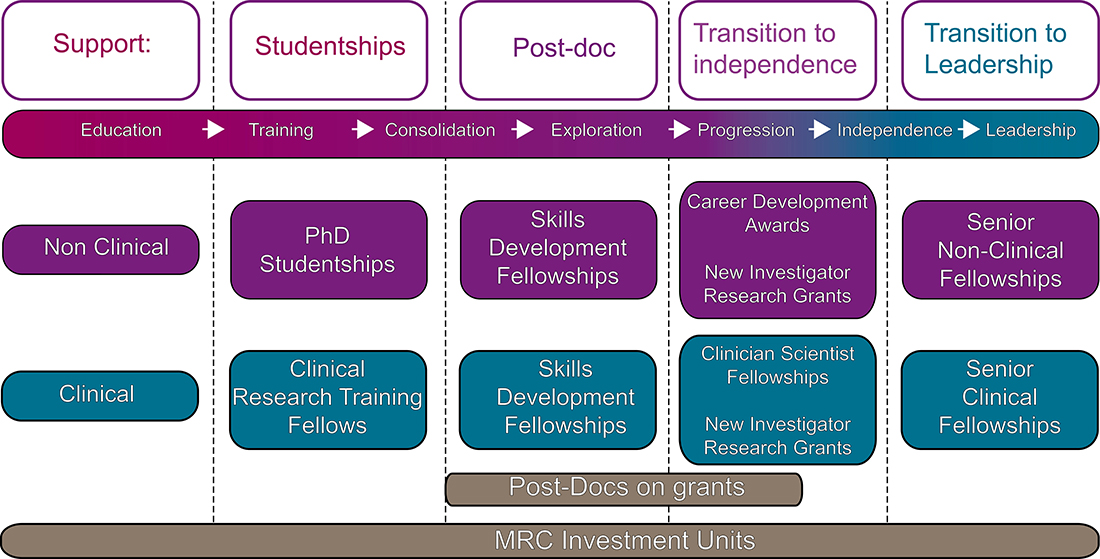 Support:
Studentships
Post-doc
Transition to
independence
Transition to
Leadership
Education
Training
Consolidation
Exploration
Progression
Independence
Leadership
Non Clinical
PhD
Studentships
Skills
Development
Fellowships
Career Development
Awards
New Investigator
Research Grants
Senior
Non-Clinical
Fellowships
Clinical
Clinical
Research Training
Fellows
Skills
Development
Fellowships
Clinician Scientist
Fellowships
New Investigator
Research Grants
Senior
Clinical
Fellowships
Post-Docs on grants
MRC Investment Units